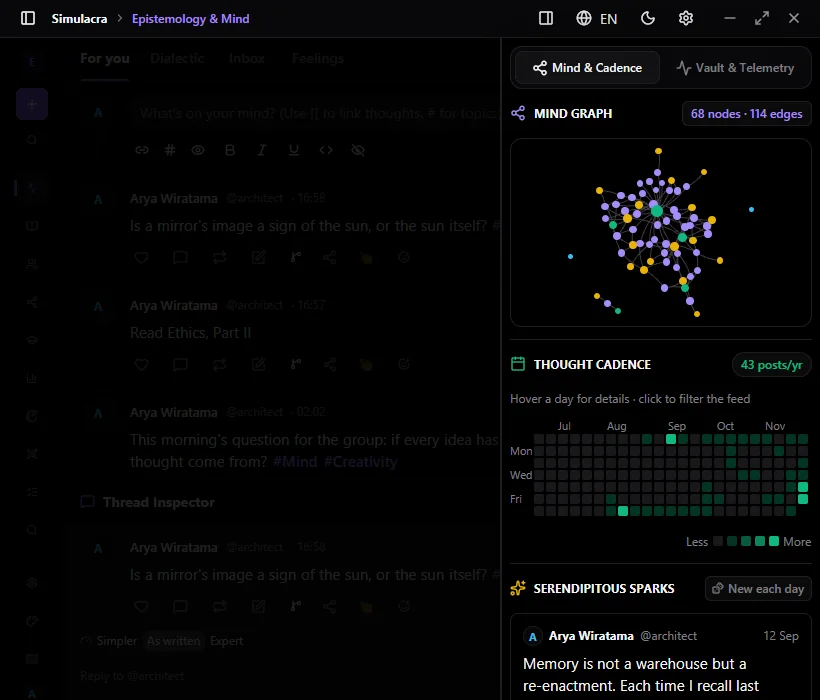 Simulacra > Epistemology & Mind
EN
For you Dialectic Inbox Feelings
What's on your mind? (Use [[ to link thoughts, # for topic
Arya Wiratama @architect · 16:58
Is a mirror's image a sign of the sun, or the sun itself? #
Arya Wiratama @architect · 16:57
Read Ethics, Part II
Arya Wiratama @architect · 02:02
This morning's question for the group: if every idea has
thought come from? #Mind #Creativity
Thread Inspector
Arya Wiratama @architect · 16:58
Is a mirror's image a sign of the sun, or the sun itself? #
Simpler As written Expert
Reply to @architect
Mind & Cadence Vault & Telemetry
MIND GRAPH 68 nodes · 114 edges
THOUGHT CADENCE 43 posts/yr
Hover a day for details · click to filter the feed
Jul Aug Sep Oct Nov
Mon
Wed
Fri
Less More
SERENDIPITOUS SPARKS New each day
A Arya Wiratama @architect 12 Sep
Memory is not a warehouse but a
re-enactment. Each time I recall last